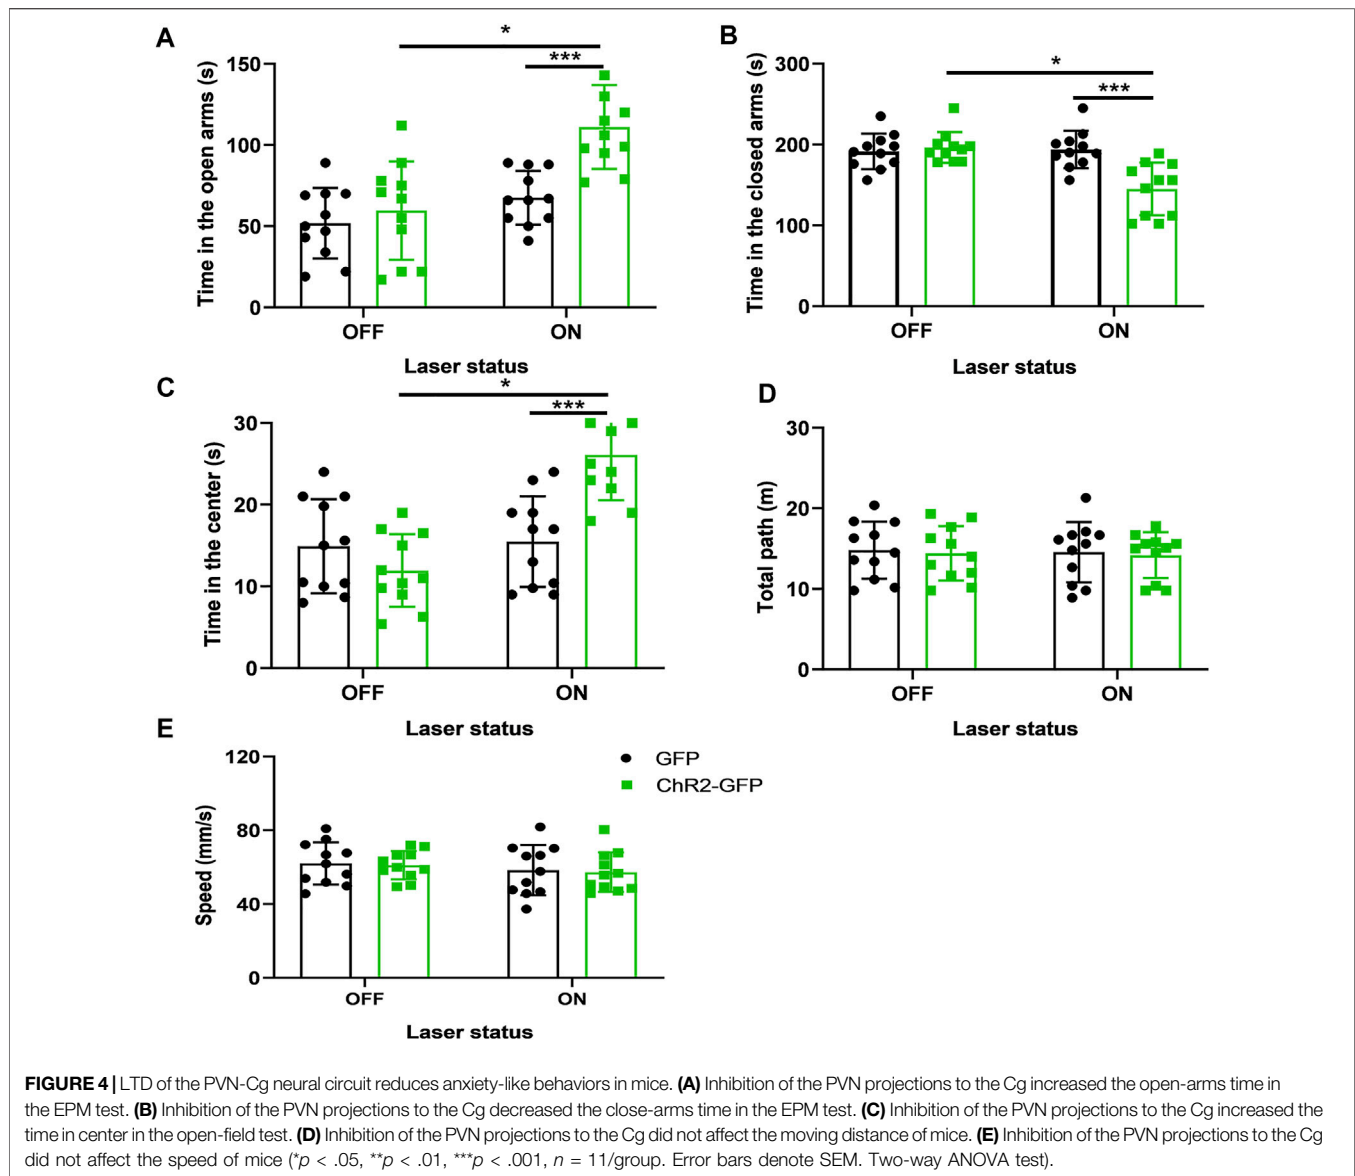 A
*
***
Time in the open arms (s)
150
100
50
0
OFF
ON
Laser status
B
*
***
Time in the closed arms (s)
300
200
100
0
OFF
ON
Laser status
C
*
***
Time in the center (s)
30
20
10
0
OFF
ON
Laser status
D
Total path (m)
30
20
10
0
OFF
ON
Laser status
E
Speed (mm/s)
120
80
40
0
OFF
ON
Laser status
GFP
ChR2-GFP
FIGURE 4 | LTD of the PVN-Cg neural circuit reduces anxiety-like behaviors in mice. (A) Inhibition of the PVN projections to the Cg increased the open-arms time in
the EPM test. (B) Inhibition of the PVN projections to the Cg decreased the close-arms time in the EPM test. (C) Inhibition of the PVN projections to the Cg increased the
time in center in the open-field test. (D) Inhibition of the PVN projections to the Cg did not affect the moving distance of mice. (E) Inhibition of the PVN projections to the Cg
did not affect the speed of mice (*p < .05, **p < .01, ***p < .001, n = 11/group. Error bars denote SEM. Two-way ANOVA test).